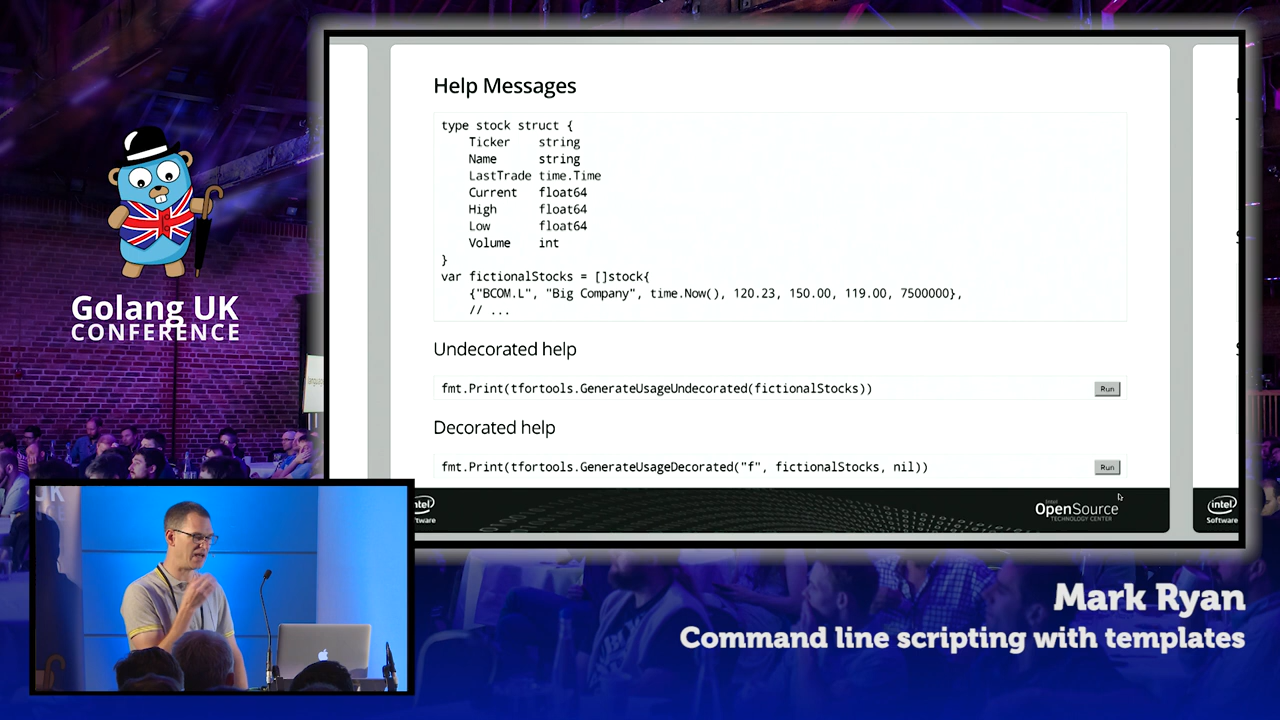 Golang UK
CONFERENCE
Help Messages
type stock struct {
Ticker string
Name string
LastTrade time.Time
Current float64
High float64
Low float64
Volume int
}
var fictionalStocks = []stock{
{"BCOM.L", "Big Company", time.Now(), 120.23, 150.00, 119.00, 7500000},
// ...
Undecorated help
fmt.Print(tfortools.GenerateUsageUndecorated(fictionalStocks))
Run
Decorated help
fmt.Print(tfortools.GenerateUsageDecorated("f", fictionalStocks, nil))
Run
intel
ware
Intel
OpenSource
TECHNOLOGY CENTER
intel
Software
UK
Mark Ryan
Command line scripting with templates